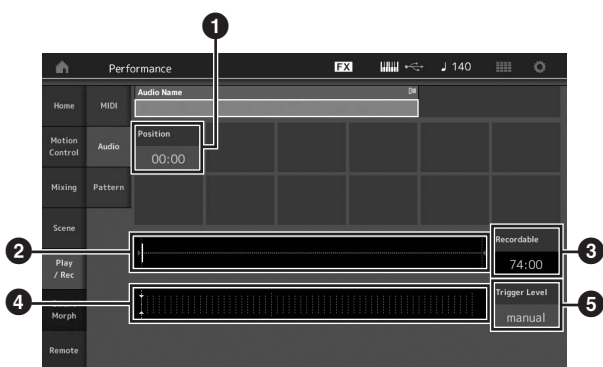 1
Performance
FX
140
Audio Name
Home
MIDI
Position
00:00
Motion
Control
Audio
Mixing
Pattern
Scene
2
Recordable
74:00
3
Play
/ Rec
4
Trigger Level
manual
5
Morph
Remote